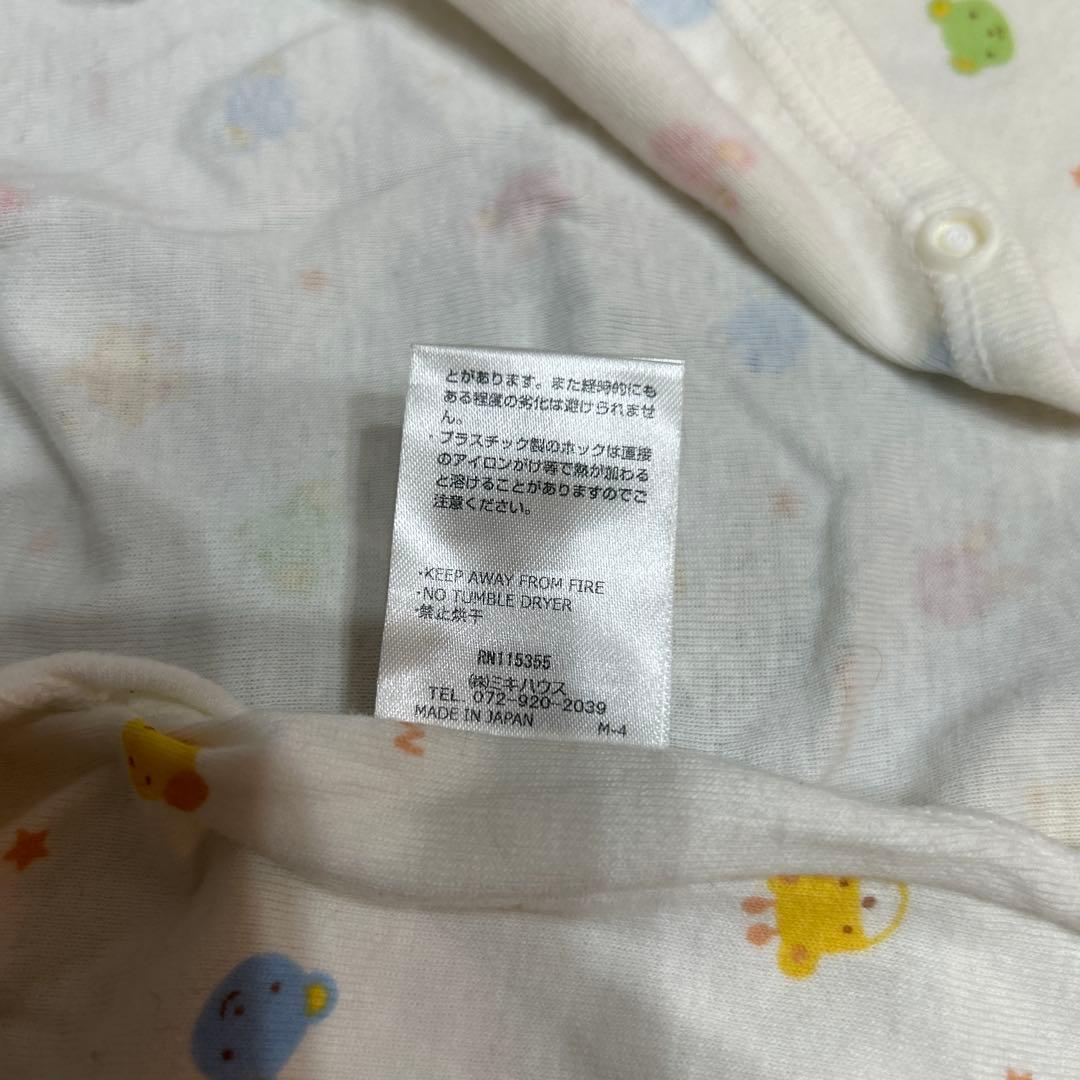 とがあります。また経時的にも
ある程度の劣化は避けられませ
ん。
・プラスチック製のホックは直接
のアイロンがけ等で熱が加わる
と溶けることがありますのでご
注意ください。
·KEEP AWAY FROM FIRE
·NO TUMBLE DRYER
·禁止烘干
RN115355
㈱ミキハウス
TEL 072-920-2039
MADE IN JAPAN M-4